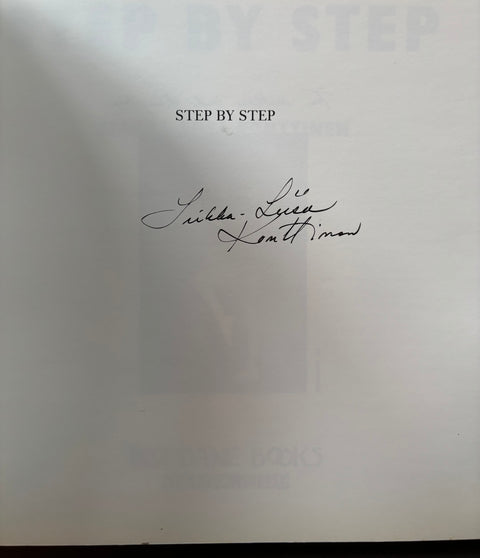 STEP BY STEP
Sirkka-Liisa
Konttinen